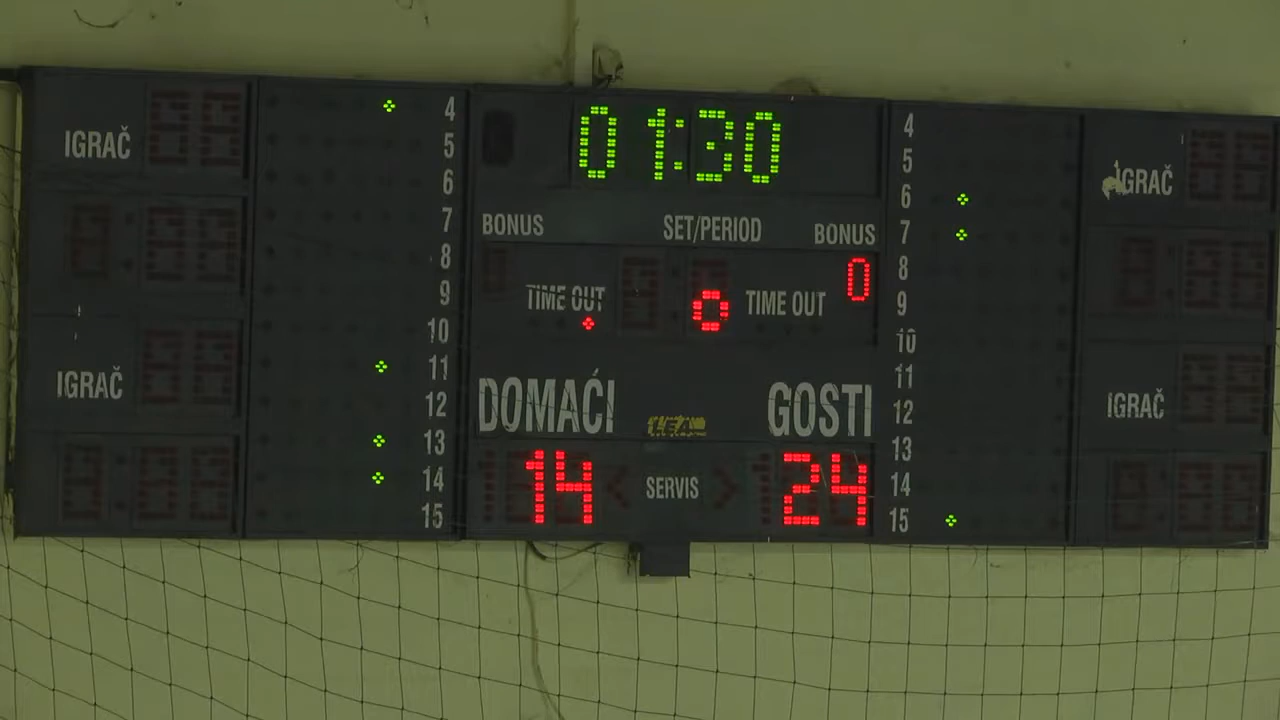 01:30
BONUS SET/PERIOD BONUS
0
TIME OUT 0 TIME OUT
DOMAĆI GOSTI
LEA
14 SERVIS 24
IGRAČ
IGRAČ
4
5
6
7
8
9
10
11
12
13
14
15
4
5
6
7
8
9
10
11
12
13
14
15
IGRAČ
IGRAČ